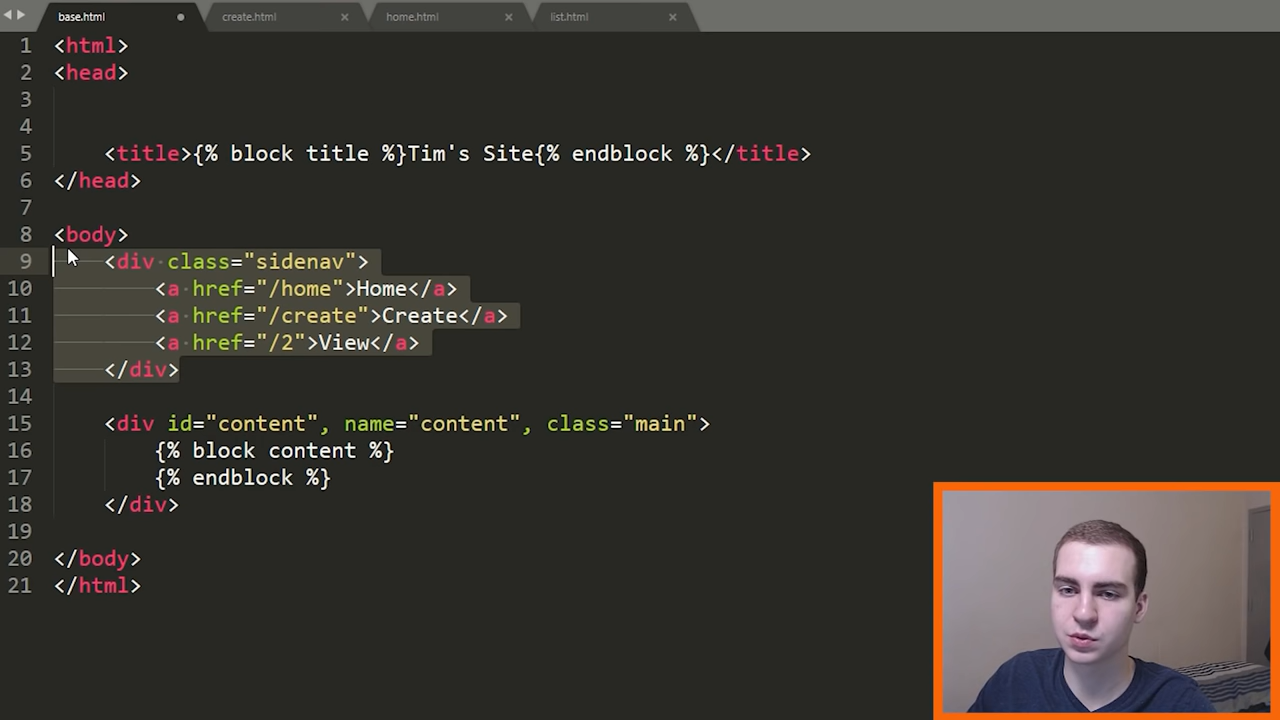 base.html create.html home.html list.html
1 <html>
2 <head>
3
4
5 <title>{% block title %}Tim's Site{% endblock %}</title>
6 </head>
7
8 <body>
9 <div class="sidenav">
10 <a href="/home">Home</a>
11 <a href="/create">Create</a>
12 <a href="/2">View</a>
13 </div>
14
15 <div id="content", name="content", class="main">
16 {% block content %}
17 {% endblock %}
18 </div>
19
20 </body>
21 </html>